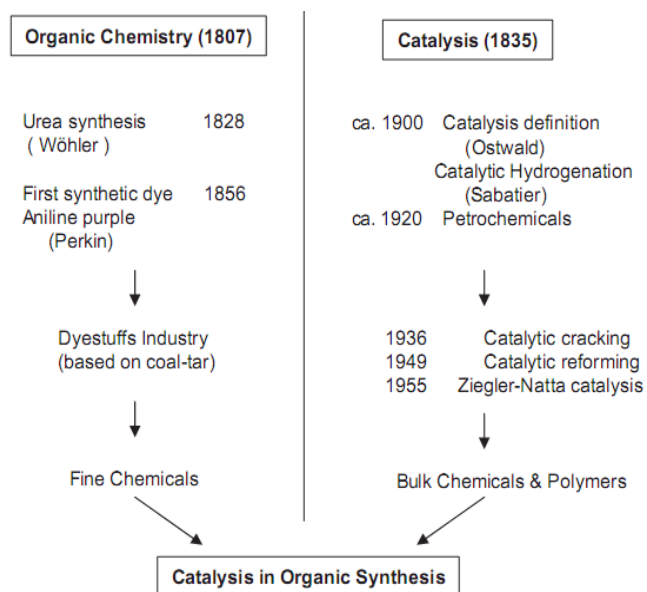 Organic Chemistry (1807)
Urea synthesis 1828
( Wöhler )
First synthetic dye 1856
Aniline purple
(Perkin)
Dyestuffs Industry
(based on coal-tar)
Fine Chemicals
Catalysis (1835)
ca. 1900 Catalysis definition
(Ostwald)
Catalytic Hydrogenation
(Sabatier)
ca. 1920 Petrochemicals
1936 Catalytic cracking
1949 Catalytic reforming
1955 Ziegler-Natta catalysis
Bulk Chemicals & Polymers
Catalysis in Organic Synthesis